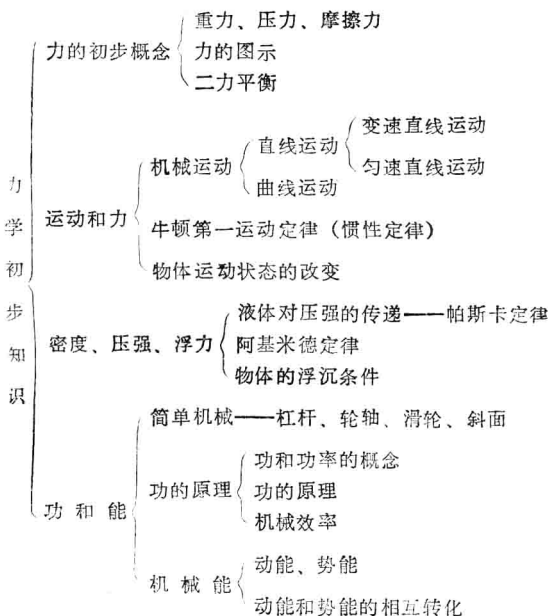 重力、压力、摩擦力
力的初步概念
力的图示
二力平衡
变速直线运动
直线运动
机械运动
匀速直线运动
曲线运动
力学初步知识
运动和力
牛顿第一运动定律（惯性定律）
物体运动状态的改变
液体对压强的传递——帕斯卡定律
密度、压强、浮力
阿基米德定律
物体的浮沉条件
简单机械——杠杆、轮轴、滑轮、斜面
功和功率的概念
功的原理
功的原理
机械效率
功和能
动能、势能
机械能
动能和势能的相互转化